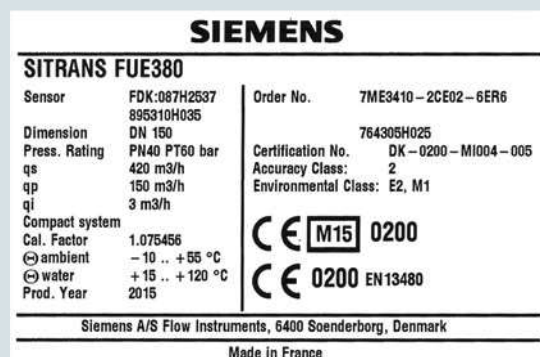 SIEMENS
SITRANS FUE380
Sensor FDK:087H2537
895310H035
Dimension DN 150
Press. Rating PN40 PT60 bar
qs 420 m3/h
qp 150 m3/h
qi 3 m3/h
Compact system
Cal. Factor 1.075456
Θ ambient −10 .. +55 °C
Θ water +15 .. +120 °C
Prod. Year 2015
Order No. 7ME3410−2CE02−6ER6
764305H025
Certification No. DK−0200−MI004−005
Accuracy Class: 2
Environmental Class: E2, M1
CE M15 0200
CE 0200 EN13480
Siemens A/S Flow Instruments, 6400 Soenderborg, Denmark
Made in France